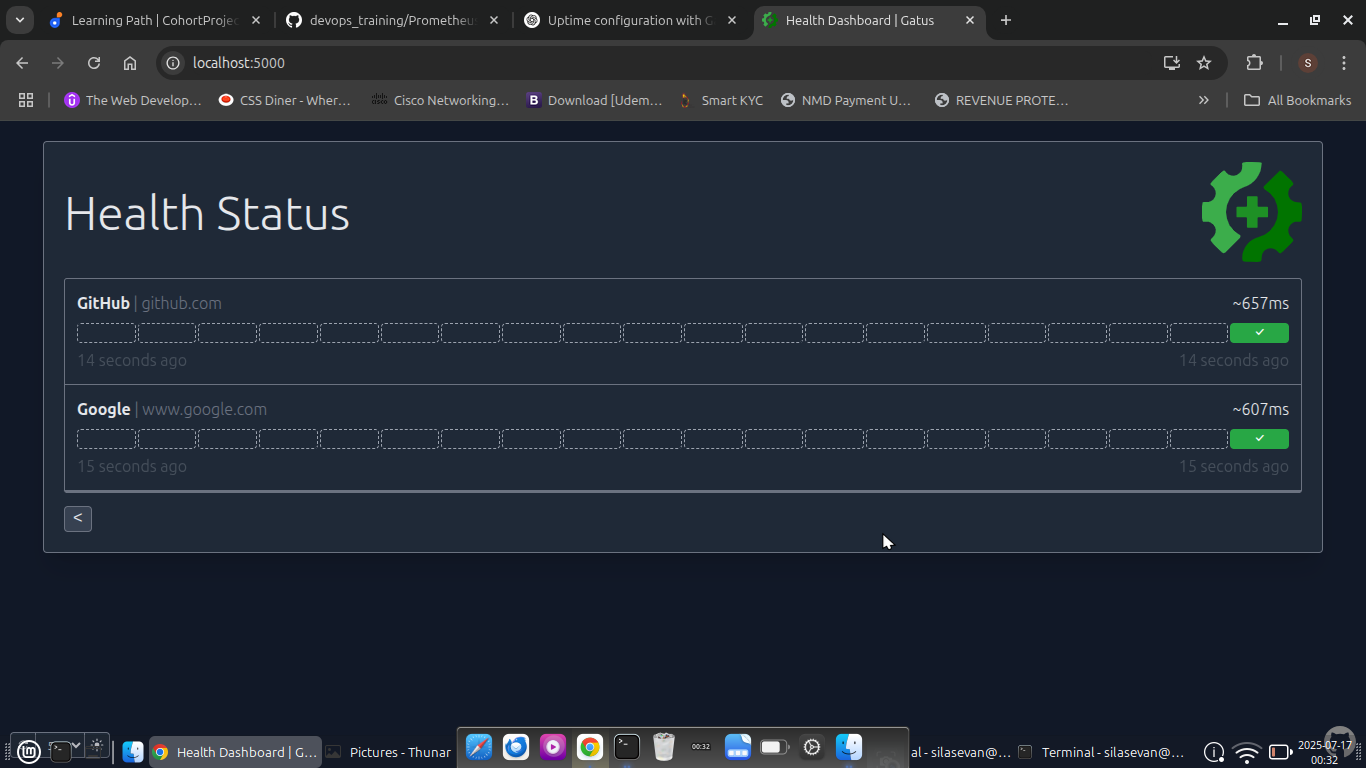 Learning Path | CohortProjec
devops_training/Prometheus
Uptime configuration with G
Health Dashboard | Gatus
localhost:5000
S
The Web Develop...
CSS Diner - Wher...
Cisco Networking...
Download [Udem...
Smart KYC
NMD Payment U...
REVENUE PROTE...
All Bookmarks
Health Status
GitHub | github.com
~657ms
14 seconds ago
14 seconds ago
Google | www.google.com
~607ms
15 seconds ago
15 seconds ago
<
Health Dashboard | G...
Pictures - Thunar
00:32
al - silasevan@...
Terminal - silasevan@...
2025-07-17
00:32